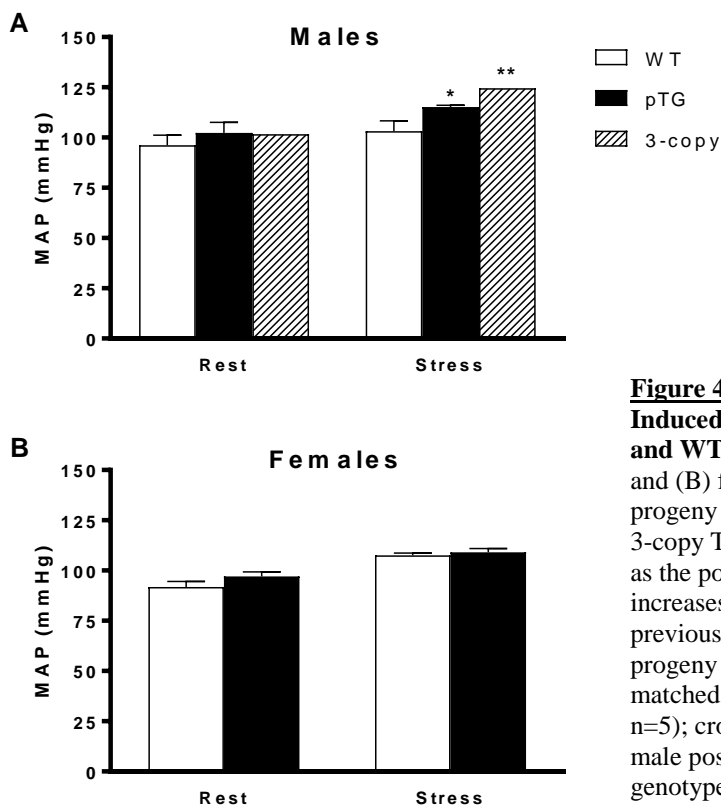 A
Males
150
125
100
75
50
25
0
MAP (mmHg)
* **
Rest Stress
WT
pTG
3-copy
B
Females
150
125
100
75
50
25
0
MAP (mmHg)
Rest Stress
Figure 4
Induced
and WT
and (B) f
progeny
3-copy T
as the po
increases
previous
progeny
matched
n=5); cro
male pos
genotype